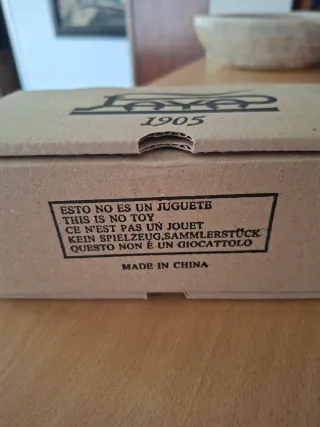 Paya
1905
ESTO NO ES UN JUGUETE
THIS IS NO TOY
CE N'EST PAS UN JOUET
KEIN SPIELZEUG,SAMMLERSTÜCK
QUESTO NON È UN GIOCATTOLO
MADE IN CHINA